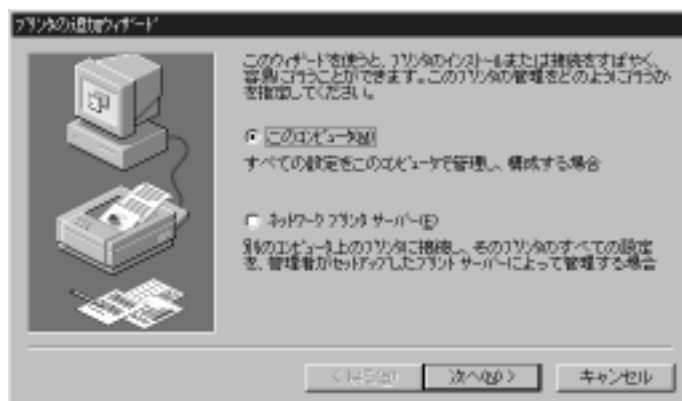 プリンタの追加ウィザード
このウィザードを使うと、プリンタのインストールまたは接続をすばやく、
容易に行うことができます。このプリンタの管理をどのように行うか
を指定してください。
このコンピュータ(M)
すべての設定をこのコンピュータで管理し、構成する場合
ネットワーク プリンタ サーバー(E)
別のコンピュータ上のプリンタに接続し、そのプリンタのすべての設定
を、管理者がセットアップしたプリント サーバーによって管理する場合
< 戻る(B)
次へ(N) >
キャンセル